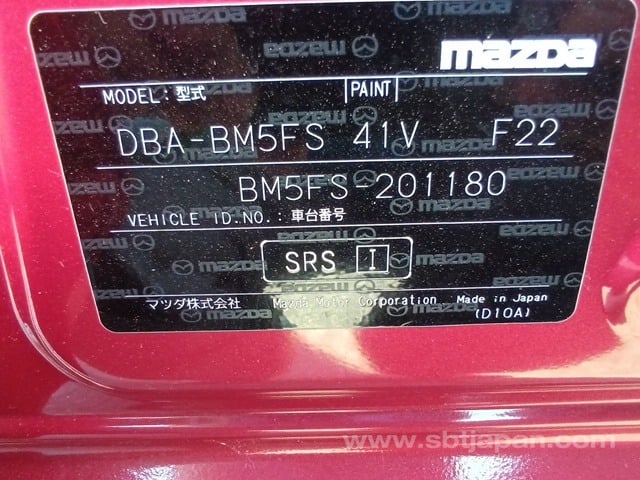 mazda
MODEL：型式 PAINT
DBA-BM5FS 41V F22
BM5FS-201180
VEHICLE ID.NO.：車台番号
SRS I
マツダ株式会社 Mazda Motor Corporation Made in Japan
(D10A)
www.sbtjapan.com